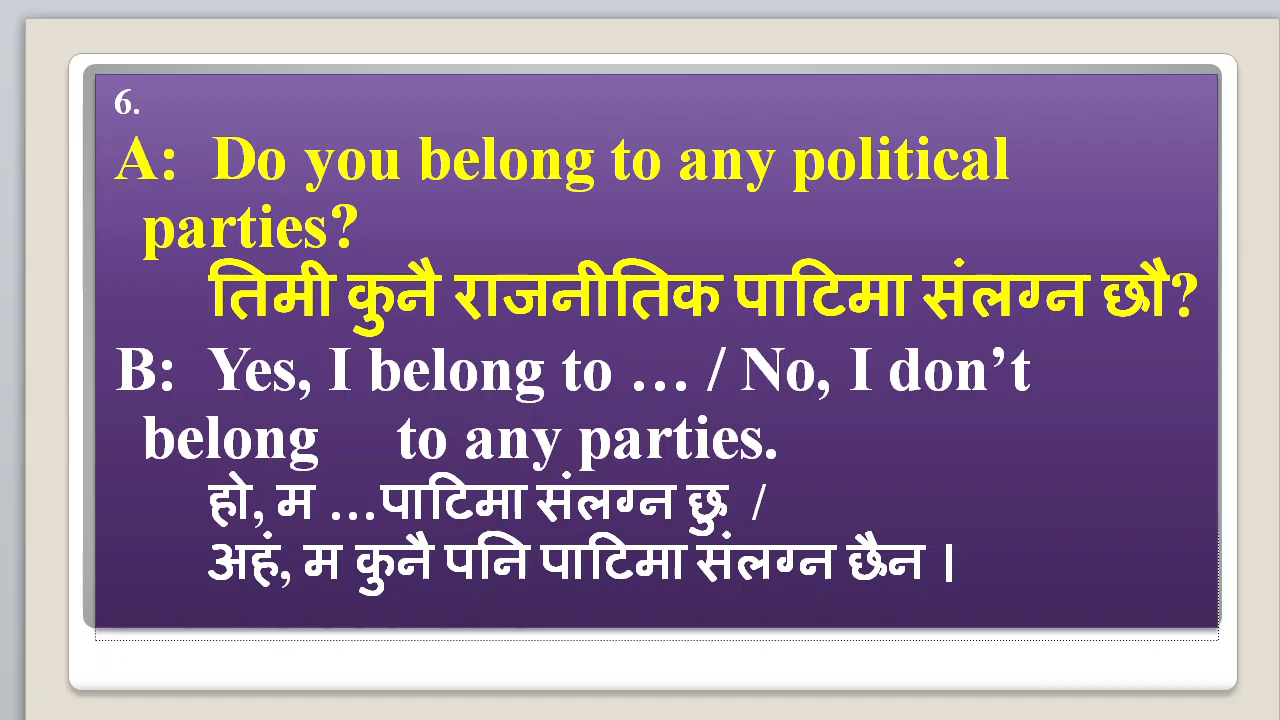 6.
A: Do you belong to any political
parties?
तिमी कुनै राजनीतिक पाटिमा संलग्न छौ?
B: Yes, I belong to … / No, I don’t
belong to any parties.
हो, म …पाटिमा संलग्न छु /
अहं, म कुनै पनि पाटिमा संलग्न छैन ।